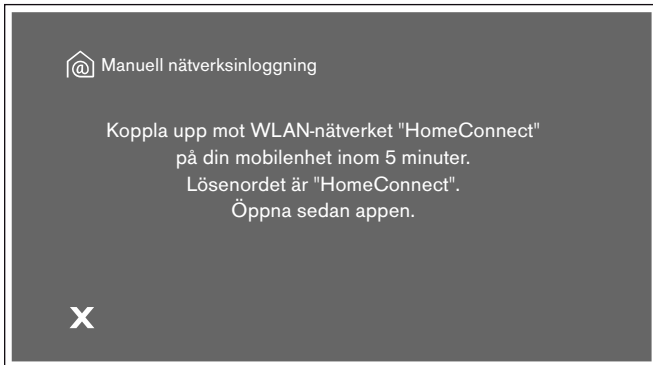 Manuell nätverksinloggning
Koppla upp mot WLAN-nätverket "HomeConnect"
på din mobilenhet inom 5 minuter.
Lösenordet är "HomeConnect".
Öppna sedan appen.
X